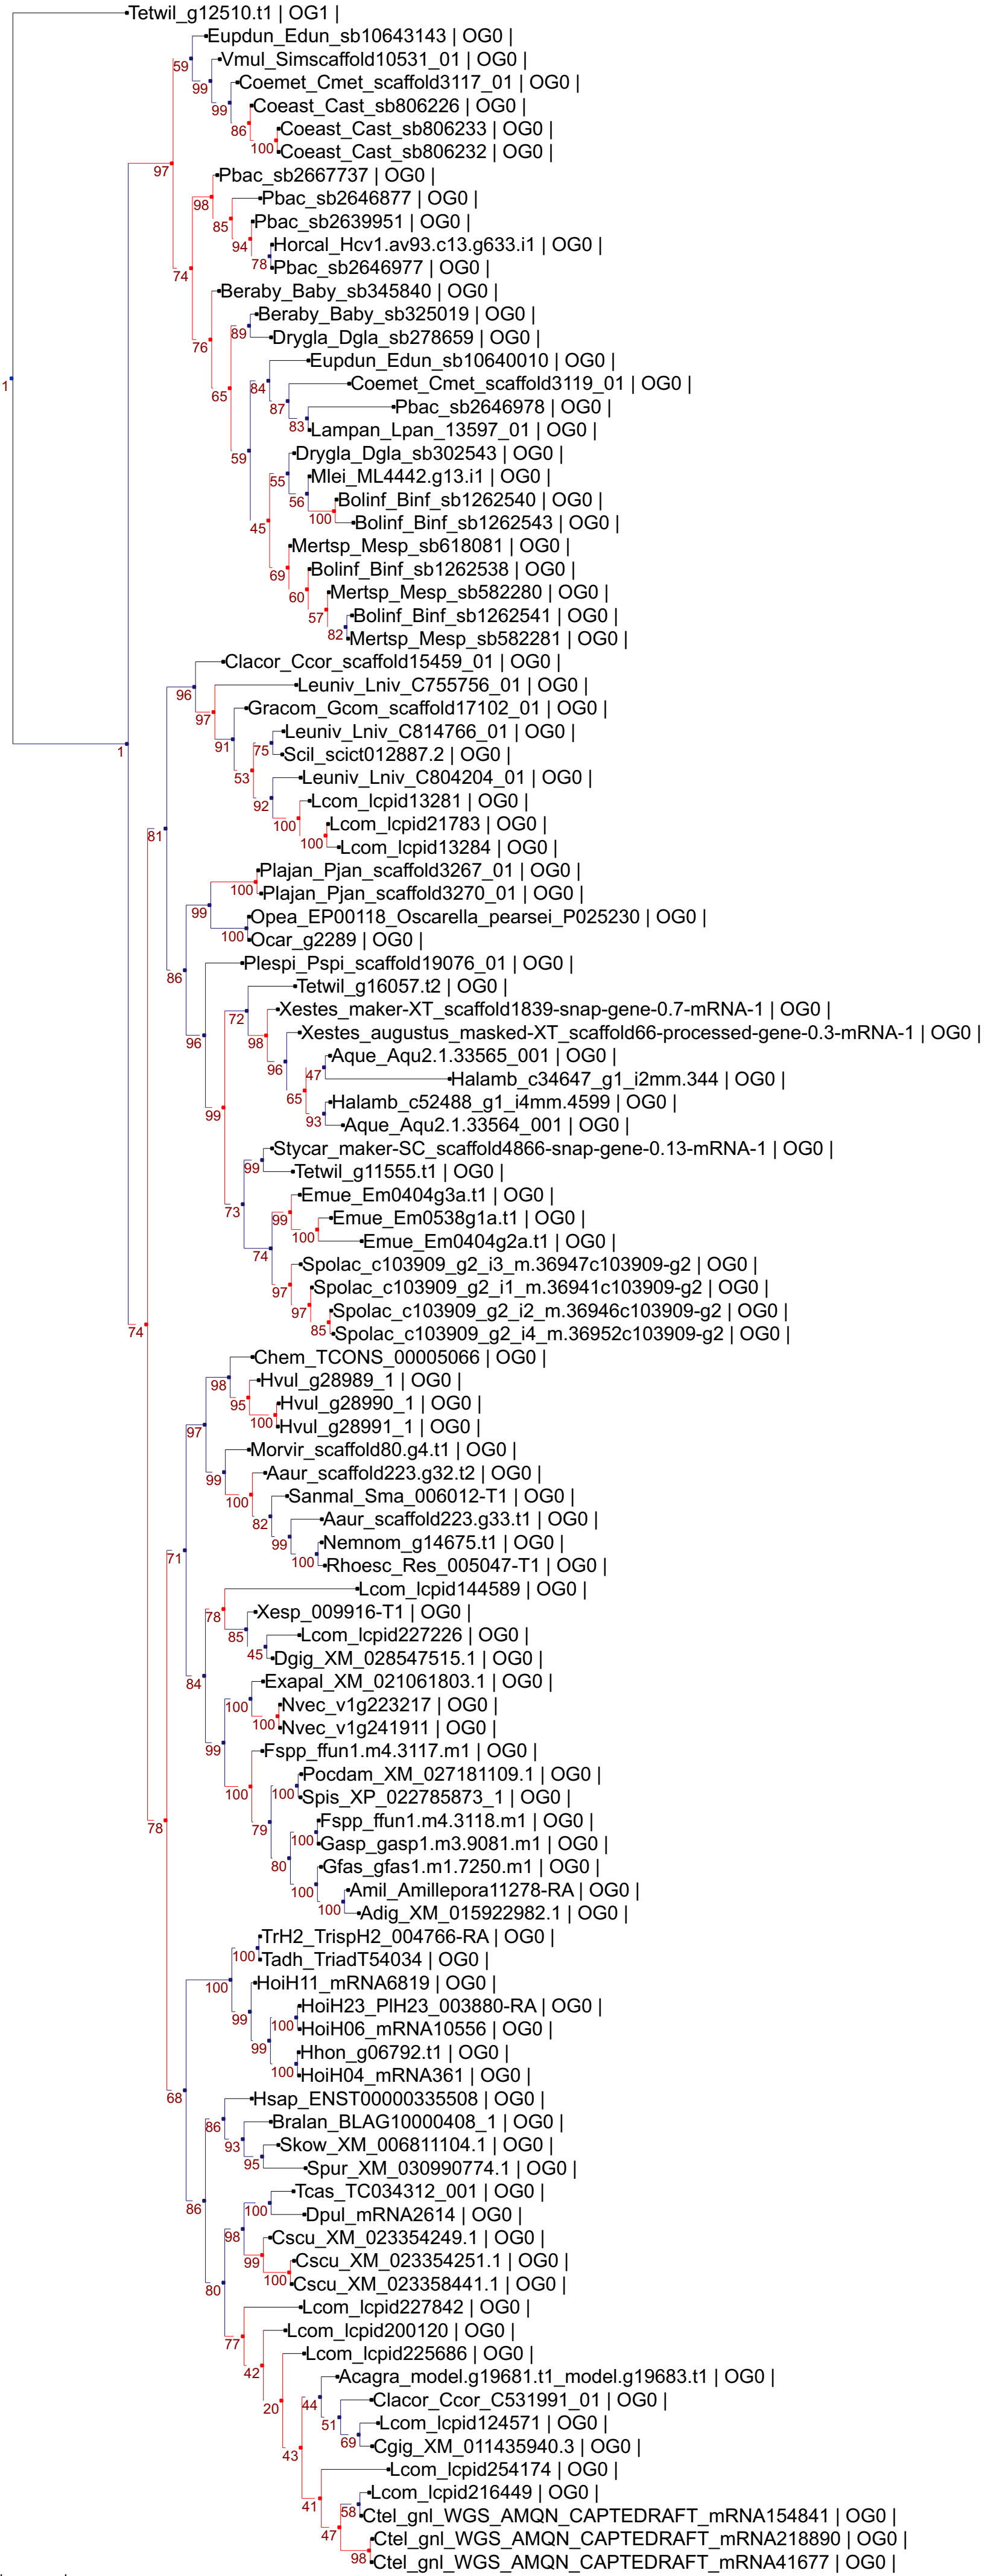 Tetwil_g12510.t1 | OG1 |
Eupdun_Edun_sb10643143 | OG0 |
59
Vmul_Simscaffold10531_01 | OG0 |
99
Coemet_Cmet_scaffold3117_01 | OG0 |
99
Coeast_Cast_sb806226 | OG0 |
86
Coeast_Cast_sb806233 | OG0 |
100
Coeast_Cast_sb806232 | OG0 |
97
Pbac_sb2667737 | OG0 |
98
Pbac_sb2646877 | OG0 |
85
Pbac_sb2639951 | OG0 |
94
Horcal_Hcv1.av93.c13.g633.i1 | OG0 |
78
Pbac_sb2646977 | OG0 |
74
Beraby_Baby_sb345840 | OG0 |
76
Beraby_Baby_sb325019 | OG0 |
89
Drygla_Dgla_sb278659 | OG0 |
65
Eupdun_Edun_sb10640010 | OG0 |
84
Coemet_Cmet_scaffold3119_01 | OG0 |
1
87
Pbac_sb2646978 | OG0 |
83
Lampan_Lpan_13597_01 | OG0 |
59
Drygla_Dgla_sb302543 | OG0 |
55
Mlei_ML4442.g13.i1 | OG0 |
56
Bolinf_Binf_sb1262540 | OG0 |
100
Bolinf_Binf_sb1262543 | OG0 |
45
Mertsp_Mesp_sb618081 | OG0 |
69
Bolinf_Binf_sb1262538 | OG0 |
60
Mertsp_Mesp_sb582280 | OG0 |
57
Bolinf_Binf_sb1262541 | OG0 |
82
Mertsp_Mesp_sb582281 | OG0 |
Clacor_Ccor_scaffold15459_01 | OG0 |
96
Leuniv_Lniv_C755756_01 | OG0 |
97
Gracom_Gcom_scaffold17102_01 | OG0 |
91
Leuniv_Lniv_C814766_01 | OG0 |
1
75
Scil_scict012887.2 | OG0 |
53
Leuniv_Lniv_C804204_01 | OG0 |
92
Lcom_lcpid13281 | OG0 |
100
Lcom_lcpid21783 | OG0 |
81
100
Lcom_lcpid13284 | OG0 |
Plajan_Pjan_scaffold3267_01 | OG0 |
100
Plajan_Pjan_scaffold3270_01 | OG0 |
99
Opea_EP00118_Oscarella_pearsei_P025230 | OG0 |
100
Ocar_g2289 | OG0 |
86
Plespi_Pspi_scaffold19076_01 | OG0 |
Tetwil_g16057.t2 | OG0 |
72
Xestes_maker-XT_scaffold1839-snap-gene-0.7-mRNA-1 | OG0 |
96
98
Xestes_augustus_masked-XT_scaffold66-processed-gene-0.3-mRNA-1 | OG0 |
96
Aque_Aqu2.1.33565_001 | OG0 |
47
Halamb_c34647_g1_i2mm.344 | OG0 |
65
Halamb_c52488_g1_i4mm.4599 | OG0 |
99
93
Aque_Aqu2.1.33564_001 | OG0 |
Stycar_maker-SC_scaffold4866-snap-gene-0.13-mRNA-1 | OG0 |
99
Tetwil_g11555.t1 | OG0 |
Emue_Em0404g3a.t1 | OG0 |
73
99
Emue_Em0538g1a.t1 | OG0 |
100
Emue_Em0404g2a.t1 | OG0 |
74
Spolac_c103909_g2_i3_m.36947c103909-g2 | OG0 |
97
Spolac_c103909_g2_i1_m.36941c103909-g2 | OG0 |
97
Spolac_c103909_g2_i2_m.36946c103909-g2 | OG0 |
74
85
Spolac_c103909_g2_i4_m.36952c103909-g2 | OG0 |
Chem_TCONS_00005066 | OG0 |
98
Hvul_g28989_1 | OG0 |
95
Hvul_g28990_1 | OG0 |
100
Hvul_g28991_1 | OG0 |
97
Morvir_scaffold80.g4.t1 | OG0 |
99
Aaur_scaffold223.g32.t2 | OG0 |
100
Sanmal_Sma_006012-T1 | OG0 |
82
Aaur_scaffold223.g33.t1 | OG0 |
99
Nemnom_g14675.t1 | OG0 |
71
100
Rhoesc_Res_005047-T1 | OG0 |
Lcom_lcpid144589 | OG0 |
78
Xesp_009916-T1 | OG0 |
85
Lcom_lcpid227226 | OG0 |
45
Dgig_XM_028547515.1 | OG0 |
84
Exapal_XM_021061803.1 | OG0 |
100
Nvec_v1g223217 | OG0 |
100
Nvec_v1g241911 | OG0 |
99
Fspp_ffun1.m4.3117.m1 | OG0 |
Pocdam_XM_027181109.1 | OG0 |
100
100
Spis_XP_022785873_1 | OG0 |
78
79
Fspp_ffun1.m4.3118.m1 | OG0 |
100
Gasp_gasp1.m3.9081.m1 | OG0 |
80
Gfas_gfas1.m1.7250.m1 | OG0 |
100
Amil_Amillepora11278-RA | OG0 |
100
Adig_XM_015922982.1 | OG0 |
TrH2_TrispH2_004766-RA | OG0 |
100
Tadh_TriadT54034 | OG0 |
100
HoiH11_mRNA6819 | OG0 |
99
HoiH23_PlH23_003880-RA | OG0 |
100
HoiH06_mRNA10556 | OG0 |
99
Hhon_g06792.t1 | OG0 |
100
HoiH04_mRNA361 | OG0 |
68
Hsap_ENST00000335508 | OG0 |
86
Bralan_BLAG10000408_1 | OG0 |
93
Skow_XM_006811104.1 | OG0 |
95
Spur_XM_030990774.1 | OG0 |
86
Tcas_TC034312_001 | OG0 |
100
Dpul_mRNA2614 | OG0 |
98
Cscu_XM_023354249.1 | OG0 |
99
Cscu_XM_023354251.1 | OG0 |
100
Cscu_XM_023358441.1 | OG0 |
80
Lcom_lcpid227842 | OG0 |
77
Lcom_lcpid200120 | OG0 |
42
Lcom_lcpid225686 | OG0 |
20
Acagra_model.g19681.t1_model.g19683.t1 | OG0 |
44
Clacor_Ccor_C531991_01 | OG0 |
51
Lcom_lcpid124571 | OG0 |
69
Cgig_XM_011435940.3 | OG0 |
43
Lcom_lcpid254174 | OG0 |
41
Lcom_lcpid216449 | OG0 |
58
Ctel_gnl_WGS_AMQN_CAPTEDRAFT_mRNA154841 | OG0 |
47
Ctel_gnl_WGS_AMQN_CAPTEDRAFT_mRNA218890 | OG0 |
98
Ctel_gnl_WGS_AMQN_CAPTEDRAFT_mRNA41677 | OG0 |